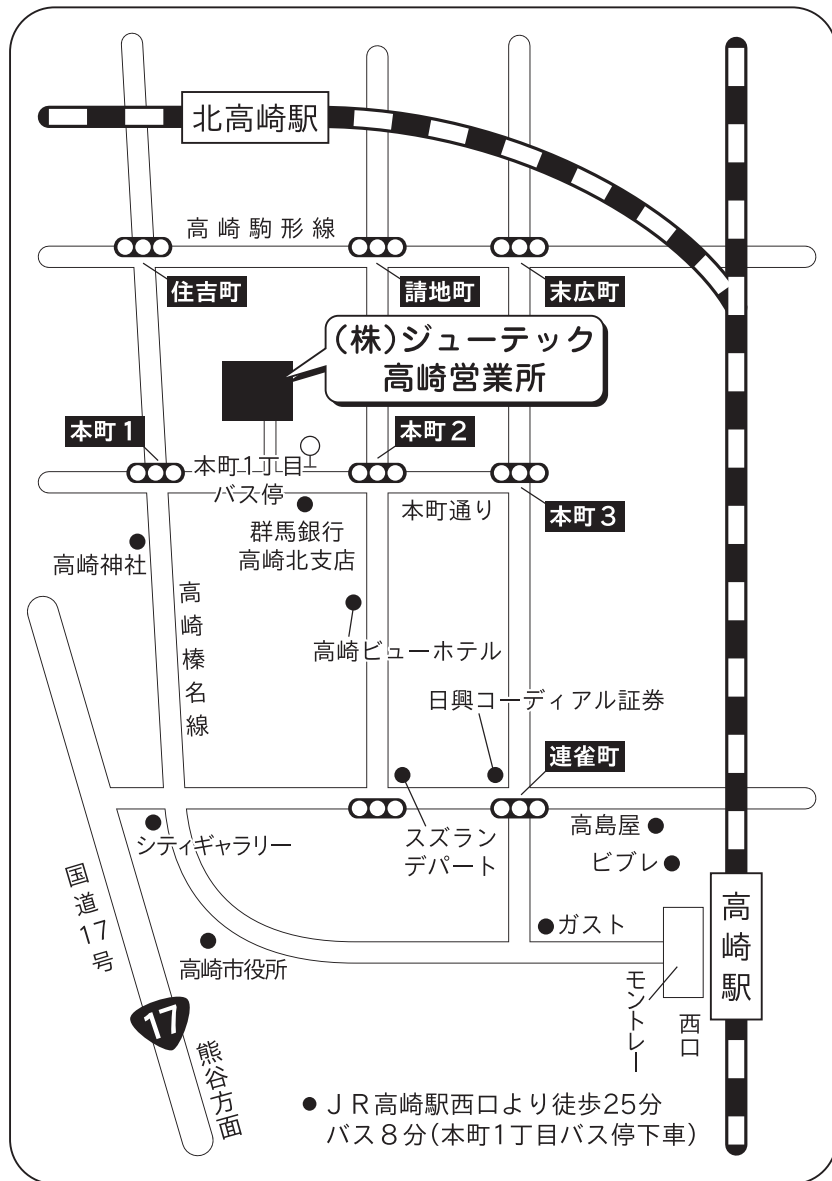 北高崎駅
高崎駒形線
住吉町
請地町
末広町
(株)ジューテック
高崎営業所
本町1
本町2
本町1丁目
バス停
本町通り
本町3
群馬銀行
高崎北支店
高崎神社
高崎榛名線
高崎ビューホテル
日興コーディアル証券
連雀町
高島屋
シティギャラリー
スズラン
デパート
ビブレ
国道17号
高崎駅
ガスト
高崎市役所
モントレー
西口
17
熊谷方面
● JR高崎駅西口より徒歩25分
バス8分(本町1丁目バス停下車)